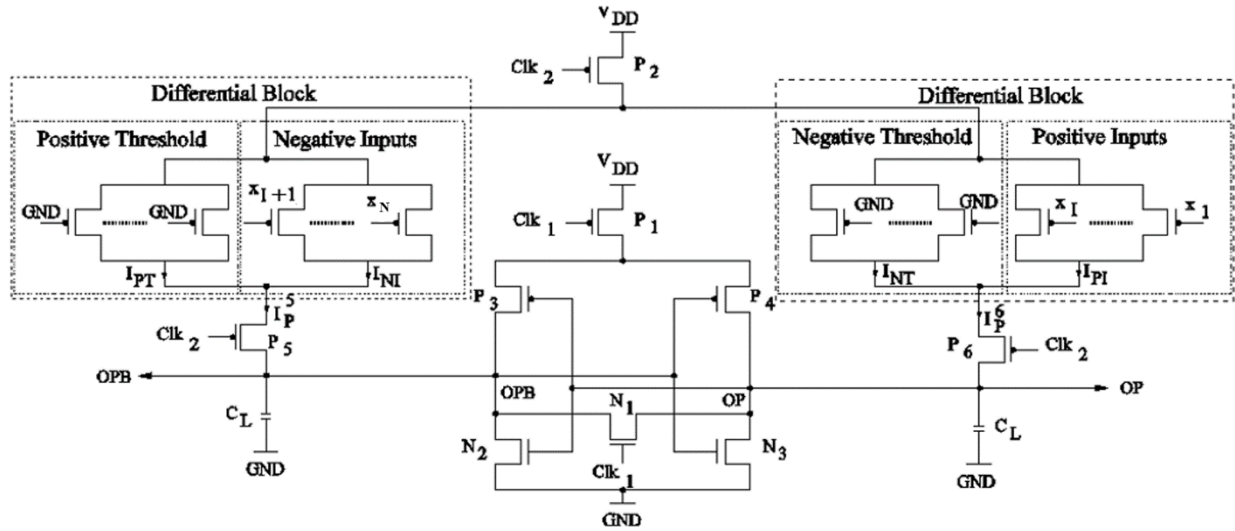 V DD
Clk 2 P 2
Differential Block
Differential Block
Positive Threshold Negative Inputs
Negative Threshold Positive Inputs
V DD
x I+1 x N
GND GND
GND GND x I x 1
Clk 1 P 1
I PT I NI
I NT I PI
P 3 P 4
I P 5
I P 6
Clk 2 P 5
P 6 Clk 2
OPB OPB OP OP
N 1
C L C L
N 2 N 3
GND Clk 1 GND
GND